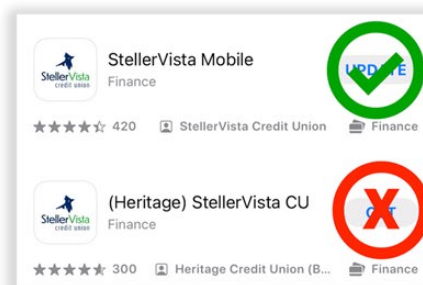 StellerVista
credit union
StellerVista Mobile
Finance
UPDATE
420 StellerVista Credit Union Finance
StellerVista
credit union
(Heritage) StellerVista CU
Finance
X
300 Heritage Credit Union (B... Finance